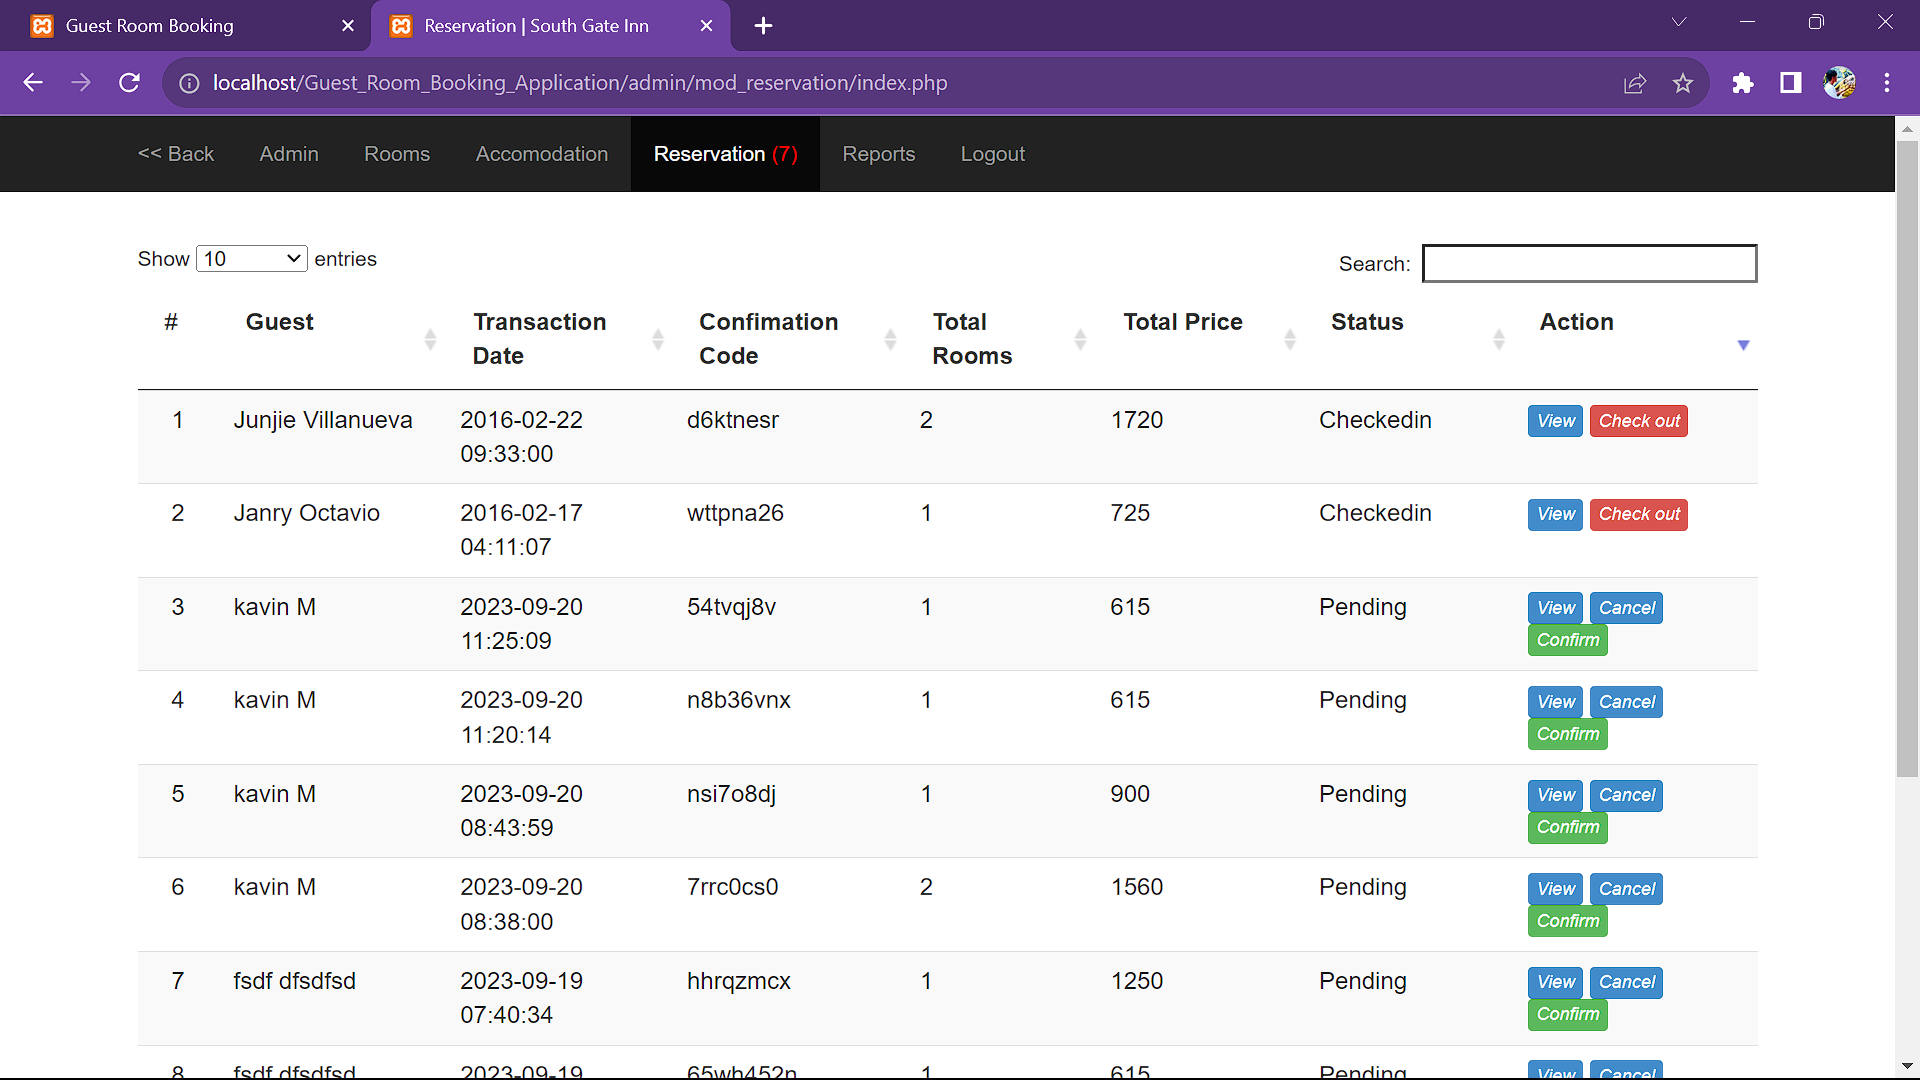 Guest Room Booking
Reservation | South Gate Inn
localhost/Guest_Room_Booking_Application/admin/mod_reservation/index.php
<< Back Admin Rooms Accomodation Reservation (7) Reports Logout
Show 10 entries Search:
# Guest Transaction Date Confimation Code Total Rooms Total Price Status Action
1 Junjie Villanueva 2016-02-22 d6ktnesr 2 1720 Checkedin View Check out
09:33:00
2 Janry Octavio 2016-02-17 wttpna26 1 725 Checkedin View Check out
04:11:07
3 kavin M 2023-09-20 54tvqj8v 1 615 Pending View Cancel
11:25:09 Confirm
4 kavin M 2023-09-20 n8b36vnx 1 615 Pending View Cancel
11:20:14 Confirm
5 kavin M 2023-09-20 nsi7o8dj 1 900 Pending View Cancel
08:43:59 Confirm
6 kavin M 2023-09-20 7rrc0cs0 2 1560 Pending View Cancel
08:38:00 Confirm
7 fsdf dfsdfsd 2023-09-19 hhrqzmcx 1 1250 Pending View Cancel
07:40:34 Confirm
8 fsdf dfsdfsd 2023-09-19 65wh452n 1 615 Pending View Cancel